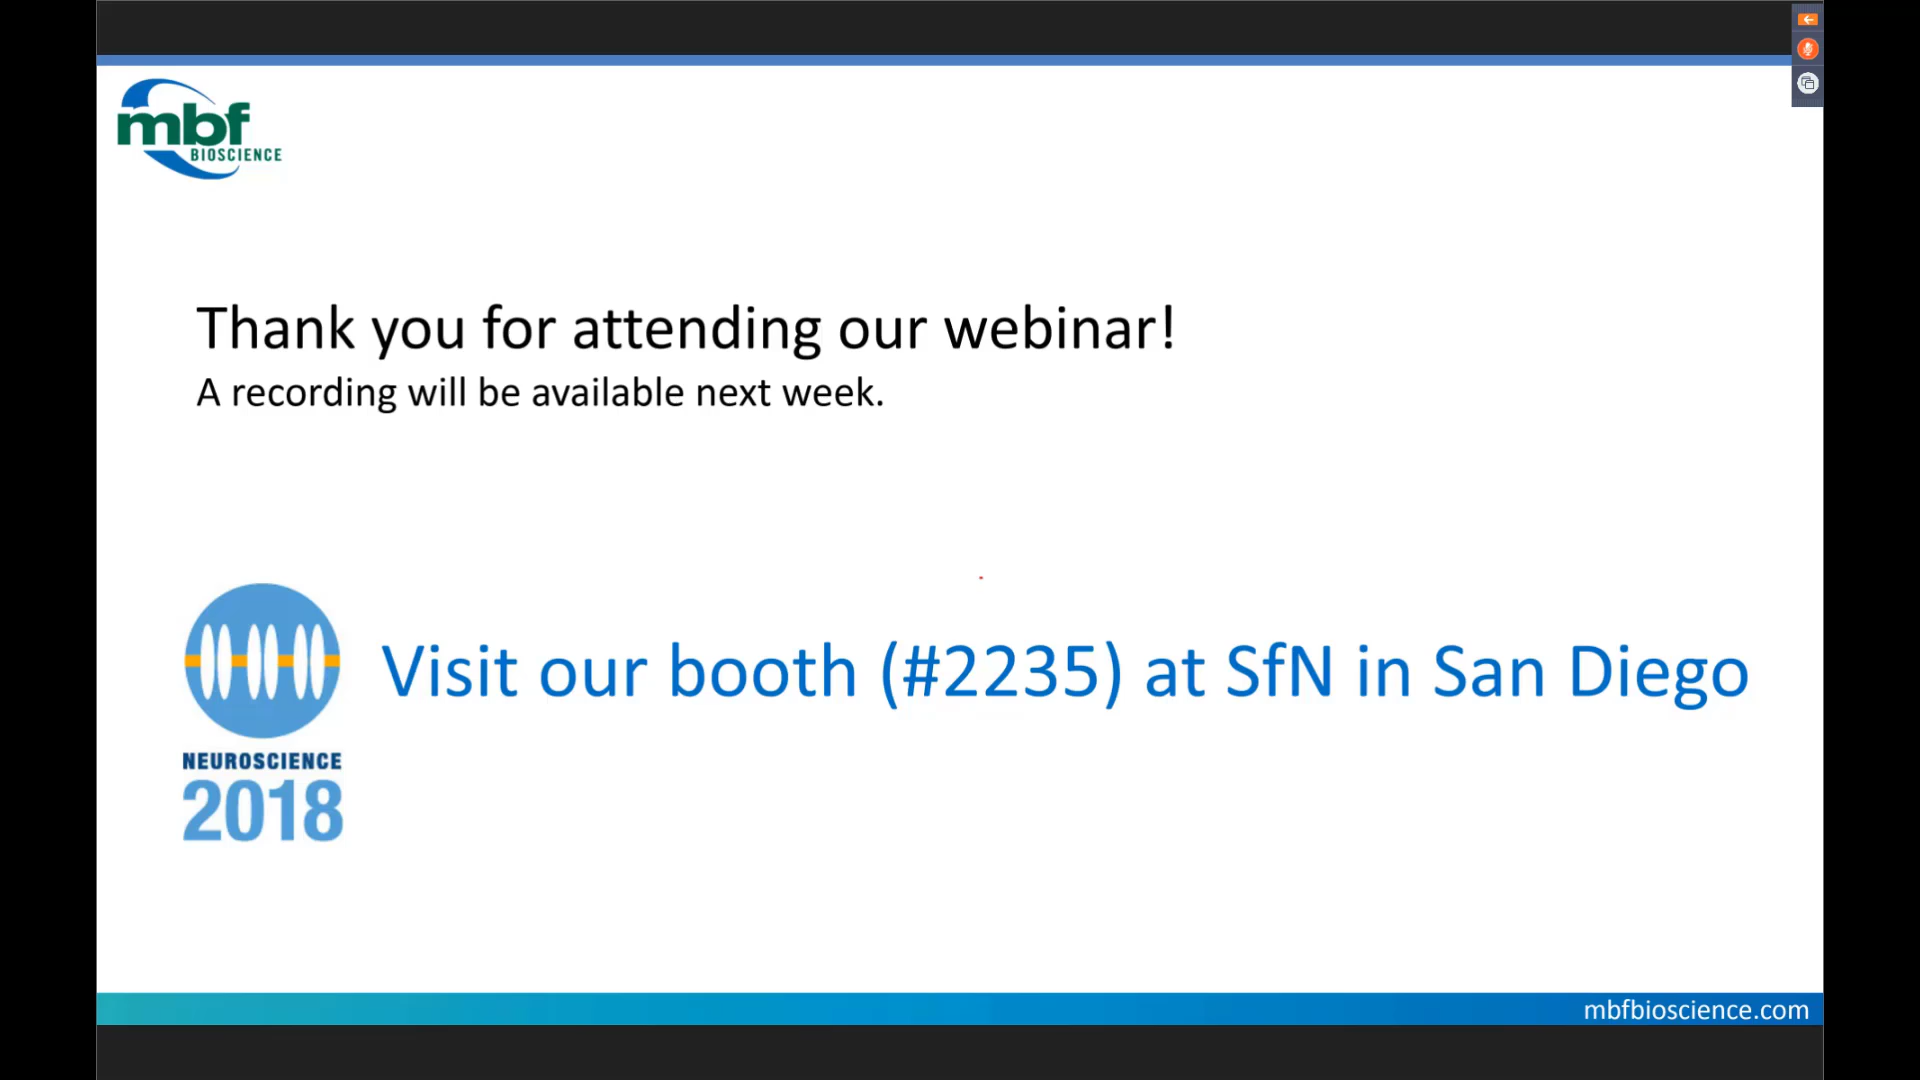 mbf
BIOSCIENCE
Thank you for attending our webinar!
A recording will be available next week.
Visit our booth (#2235) at SfN in San Diego
NEUROSCIENCE
2018
mbfbioscience.com